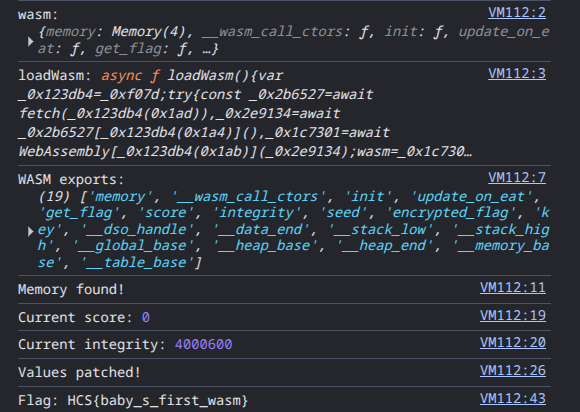 wasm: VM112:2
{memory: Memory(4), __wasm_call_ctors: ƒ, init: ƒ, update_on_e
at: ƒ, get_flag: ƒ, …}
loadWasm: async ƒ loadWasm(){var VM112:3
_0x123db4=_0xf07d;try{const _0x2b6527=await
fetch(_0x123db4(0x1ad)),_0x2e9134=await
_0x2b6527[_0x123db4(0x1a4)](),_0x1c7301=await
WebAssembly[_0x123db4(0x1ab)](_0x2e9134);wasm=_0x1c730…
WASM exports: VM112:7
(19) ['memory', '__wasm_call_ctors', 'init', 'update_on_eat',
'get_flag', 'score', 'integrity', 'seed', 'encrypted_flag', 'k
ey', '__dso_handle', '__data_end', '__stack_low', '__stack_hig
h', '__global_base', '__heap_base', '__heap_end', '__memory_ba
se', '__table_base']
Memory found! VM112:11
Current score: 0 VM112:19
Current integrity: 4000600 VM112:20
Values patched! VM112:26
Flag: HCS{baby_s_first_wasm} VM112:43